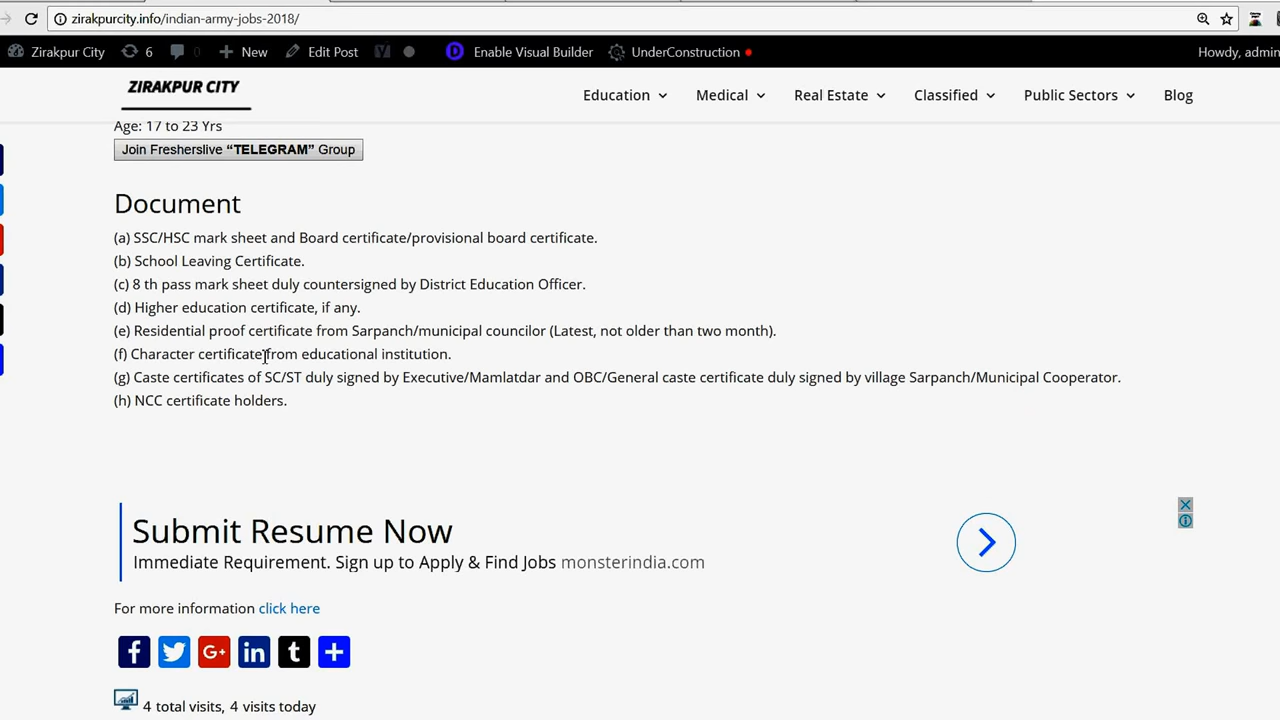 zirakpurcity.info/indian-army-jobs-2018/
Zirakpur City 6 0 New Edit Post Enable Visual Builder UnderConstruction Howdy, admin
ZIRAKPUR CITY
Education Medical Real Estate Classified Public Sectors Blog
Age: 17 to 23 Yrs
Join Fresherslive “TELEGRAM” Group
Document
(a) SSC/HSC mark sheet and Board certificate/provisional board certificate.
(b) School Leaving Certificate.
(c) 8 th pass mark sheet duly countersigned by District Education Officer.
(d) Higher education certificate, if any.
(e) Residential proof certificate from Sarpanch/municipal councilor (Latest, not older than two month).
(f) Character certificate from educational institution.
(g) Caste certificates of SC/ST duly signed by Executive/Mamlatdar and OBC/General caste certificate duly signed by village Sarpanch/Municipal Cooperator.
(h) NCC certificate holders.
Submit Resume Now
Immediate Requirement. Sign up to Apply & Find Jobs monsterindia.com
For more information click here
f G+ in t +
4 total visits, 4 visits today